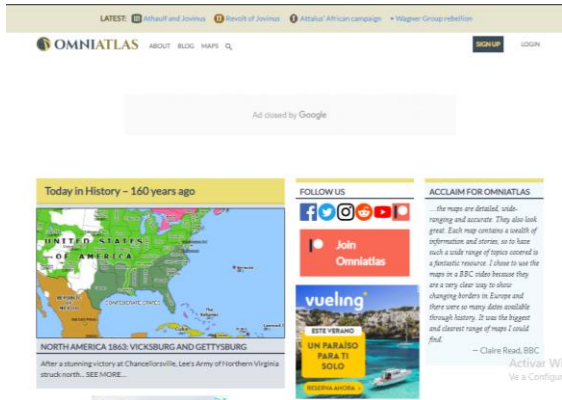 LATEST: Athaulf and Jovinus Revolt of Jovinus Attalus' African campaign • Wagner Group rebellion
OMNIATLAS ABOUT BLOG MAPS SIGN UP LOGIN
Ad closed by Google
Today in History – 160 years ago
UNITED STATES
OF AMERICA
REPUBLIC
MEXICO
CONFEDERATE STATES
NORTH AMERICA 1863: VICKSBURG AND GETTYSBURG
After a stunning victory at Chancellorsville, Lee's Army of Northern Virginia
struck north... SEE MORE...
FOLLOW US
Join
Omniatlas
vueling
ESTE VERANO
UN PARAÍSO
PARA TI
SOLO
RESERVA AHORA >
ACCLAIM FOR OMNIATLAS
... the maps are detailed, wide-
ranging and accurate. They also look
great. Each map contains a wealth of
information and stories, so to have
such a wide range of topics covered is
a fantastic resource. I chose to use the
maps in a BBC video because they
are a very clear way to show
changing borders in Europe and
there were so many dates available
through history. It was the biggest
and clearest range of maps I could
find.
— Claire Read, BBC
Activar Wi
Ve a Configu